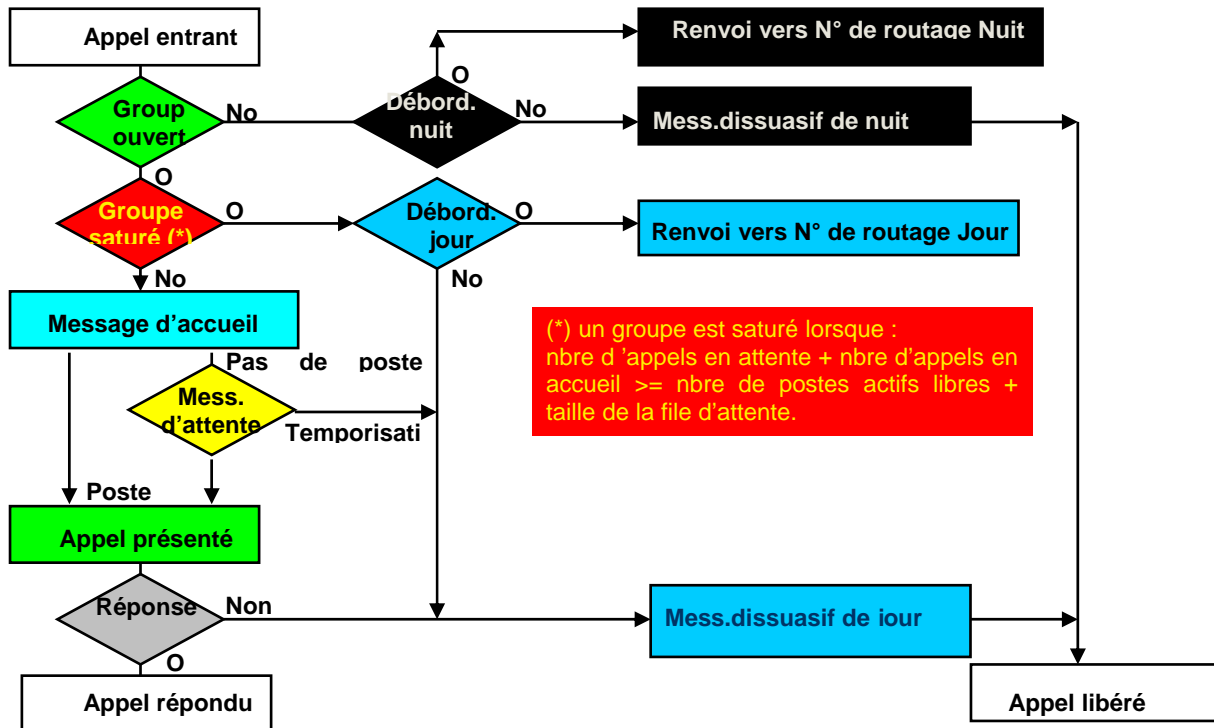 Appel entrant
Renvoi vers N° de routage Nuit
O
Group
ouvert
No
Débord.
nuit
No
Mess.dissuasif de nuit
O
Groupe
saturé (*)
O
Débord.
jour
O
Renvoi vers N° de routage Jour
No
No
Message d'accueil
(*) un groupe est saturé lorsque :
nbre d 'appels en attente + nbre d'appels en
accueil >= nbre de postes actifs libres +
taille de la file d'attente.
Pas de poste
Mess.
d'attente
Temporisati
Poste
Appel présenté
Réponse
Non
Mess.dissuasif de jour
O
Appel répondu
Appel libéré